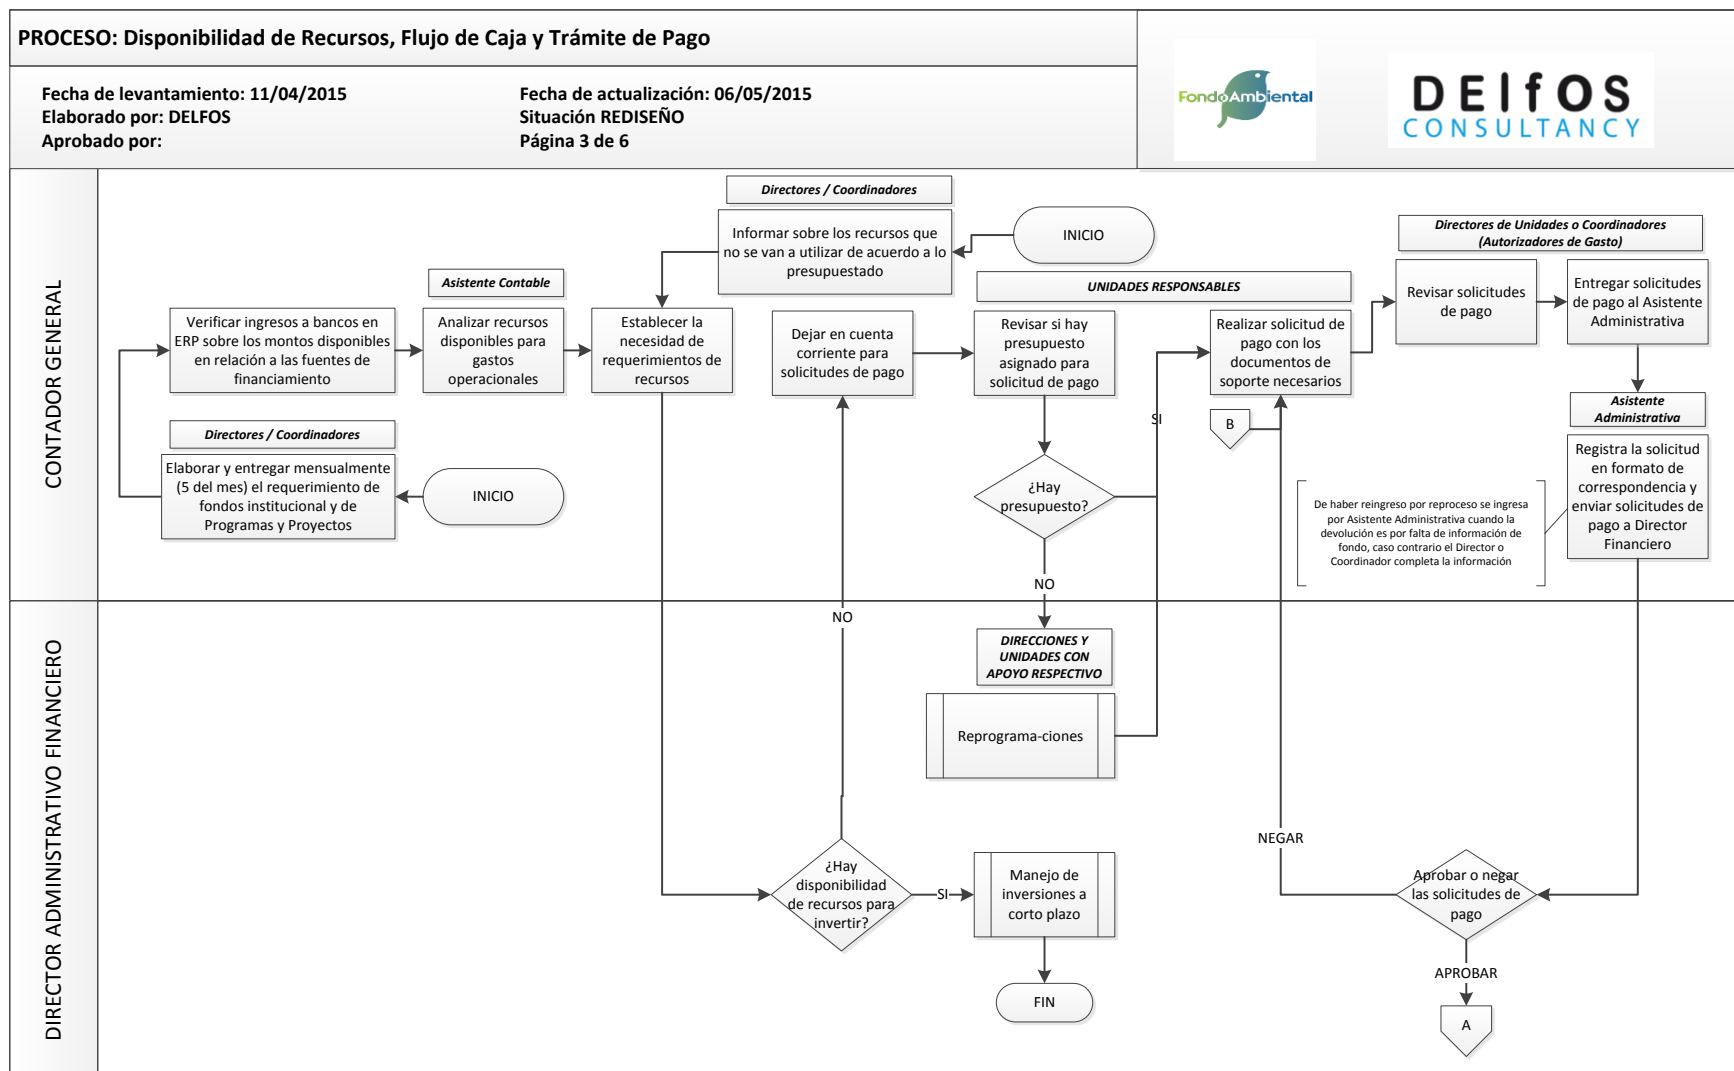 PROCESO: Disponibilidad de Recursos, Flujo de Caja y Trámite de Pago
Fecha de levantamiento: 11/04/2015
Elaborado por: DELFOS
Aprobado por:
Fecha de actualización: 06/05/2015
Situación REDISEÑO
Página 3 de 6
FondoAmbiental
DElfOS
CONSULTANCY
CONTADOR GENERAL
Directores / Coordinadores
Informar sobre los recursos que
no se van a utilizar de acuerdo a lo
presupuestado
INICIO
Asistente Contable
Verificar ingresos a bancos en
ERP sobre los montos disponibles
en relación a las fuentes de
financiamiento
Analizar recursos
disponibles para
gastos
operacionales
Establecer la
necesidad de
requerimientos de
recursos
Directores / Coordinadores
Elaborar y entregar mensualmente
(5 del mes) el requerimiento de
fondos institucional y de
Programas y Proyectos
INICIO
UNIDADES RESPONSABLES
Dejar en cuenta
corriente para
solicitudes de pago
Revisar si hay
presupuesto
asignado para
solicitud de pago
Realizar solicitud de
pago con los
documentos de
soporte necesarios
SI
B
¿Hay
presupuesto?
NO
Directores de Unidades o Coordinadores
(Autorizadores de Gasto)
Revisar solicitudes
de pago
Entregar solicitudes
de pago al Asistente
Administrativa
Asistente
Administrativa
Registra la solicitud
en formato de
correspondencia y
enviar solicitudes de
pago a Director
Financiero
De haber reingreso por reproceso se ingresa
por Asistente Administrativa cuando la
devolución es por falta de información de
fondo, caso contrario el Director o
Coordinador completa la información
DIRECTOR ADMINISTRATIVO FINANCIERO
NO
DIRECCIONES Y
UNIDADES CON
APOYO RESPECTIVO
Reprograma-ciones
¿Hay
disponibilidad
de recursos para
invertir?
SI
Manejo de
inversiones a
corto plazo
FIN
NEGAR
Aprobar o negar
las solicitudes de
pago
APROBAR
A